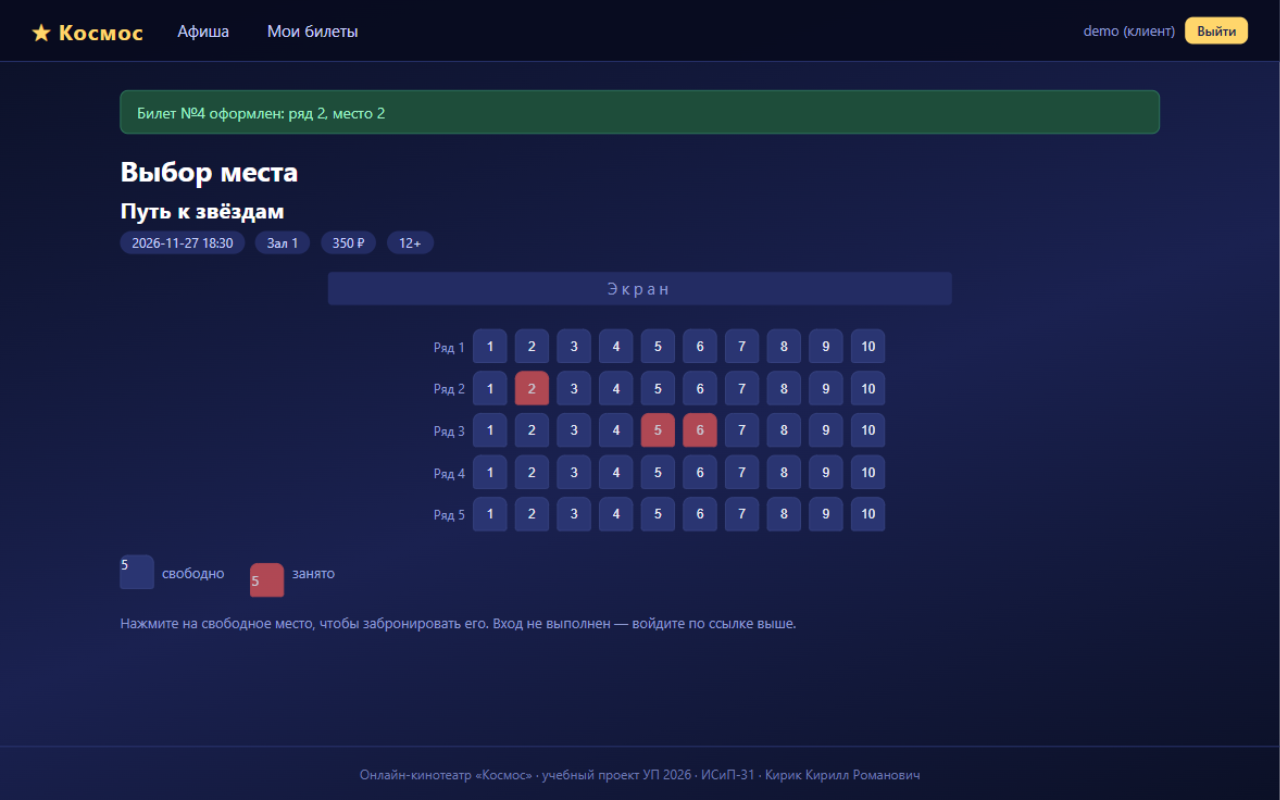 ★ Космос Афиша Мои билеты demo (клиент) Выйти
Билет №4 оформлен: ряд 2, место 2
Выбор места
Путь к звёздам
2026-11-27 18:30 Зал 1 350 ₽ 12+
Экран
Ряд 1 1 2 3 4 5 6 7 8 9 10
Ряд 2 1 2 3 4 5 6 7 8 9 10
Ряд 3 1 2 3 4 5 6 7 8 9 10
Ряд 4 1 2 3 4 5 6 7 8 9 10
Ряд 5 1 2 3 4 5 6 7 8 9 10
5 свободно 5 занято
Нажмите на свободное место, чтобы забронировать его. Вход не выполнен — войдите по ссылке выше.
Онлайн-кинотеатр «Космос» · учебный проект УП 2026 · ИСиП-31 · Кирик Кирилл Романович